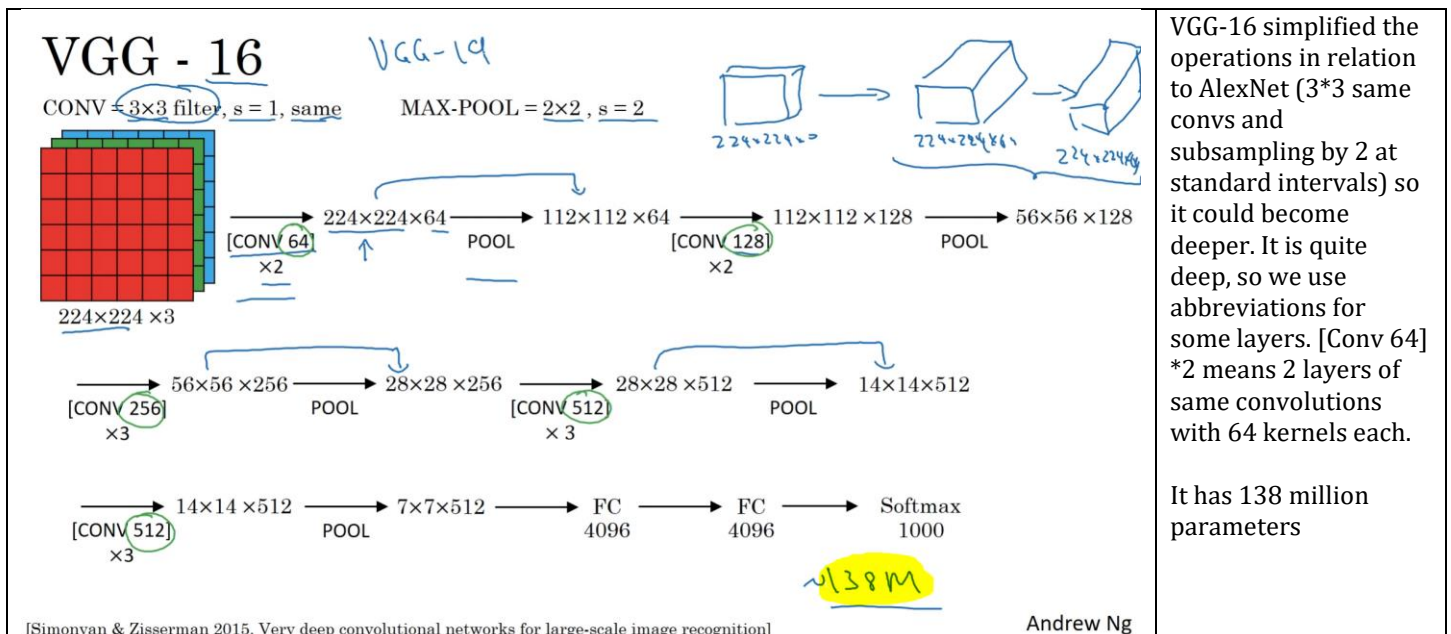 VGG - 16
VGG-19
CONV = 3×3 filter, s = 1, same
MAX-POOL = 2×2 , s = 2
224×224×64
112×112 ×64
112×112 ×128
56×56 ×128
[CONV 64]
POOL
[CONV 128]
POOL
×2
×2
224×224 ×3
56×56 ×256
28×28 ×256
28×28 ×512
14×14×512
[CONV 256]
POOL
[CONV 512]
POOL
×3
× 3
14×14 ×512
7×7×512
FC
FC
Softmax
[CONV 512]
POOL
4096
4096
1000
×3
~138M
[Simonyan & Zisserman 2015. Very deep convolutional networks for large-scale image recognition]
Andrew Ng
VGG-16 simplified the
operations in relation
to AlexNet (3*3 same
convs and
subsampling by 2 at
standard intervals) so
it could become
deeper. It is quite
deep, so we use
abbreviations for
some layers. [Conv 64]
*2 means 2 layers of
same convolutions
with 64 kernels each.
It has 138 million
parameters